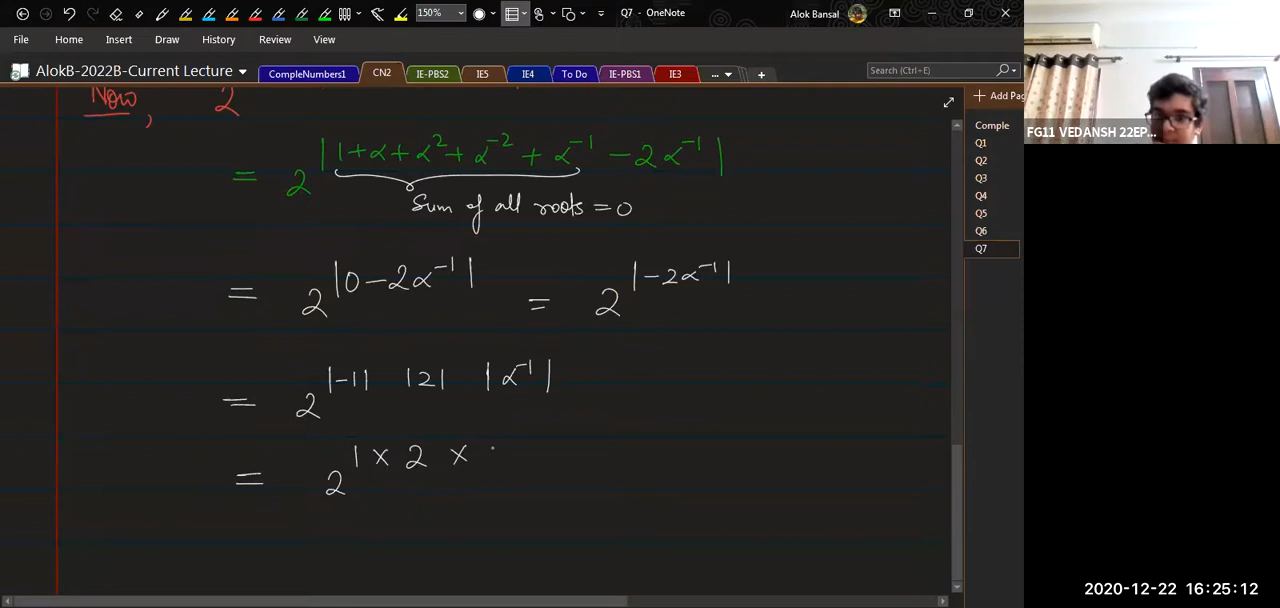 150% Q7 - OneNote Alok Bansal
File Home Insert Draw History Review View
AlokB-2022B-Current Lecture CompleNumbers1 CN2 IE-PBS2 IE5 IE4 To Do IE-PBS1 IE3 ... + Search (Ctrl+E)
+ Add Pag
Comple
Q1
Q2
Q3
Q4
Q5
Q6
Q7
FG11 VEDANSH 22EP...
Now, 2
= 2^|1+α+α²+α⁻²+α⁻¹-2α⁻¹|
Sum of all roots = 0
= 2^|0-2α⁻¹| = 2^|-2α⁻¹|
= 2^|-1| |2| |α⁻¹|
= 2^1×2×
2020-12-22 16:25:12